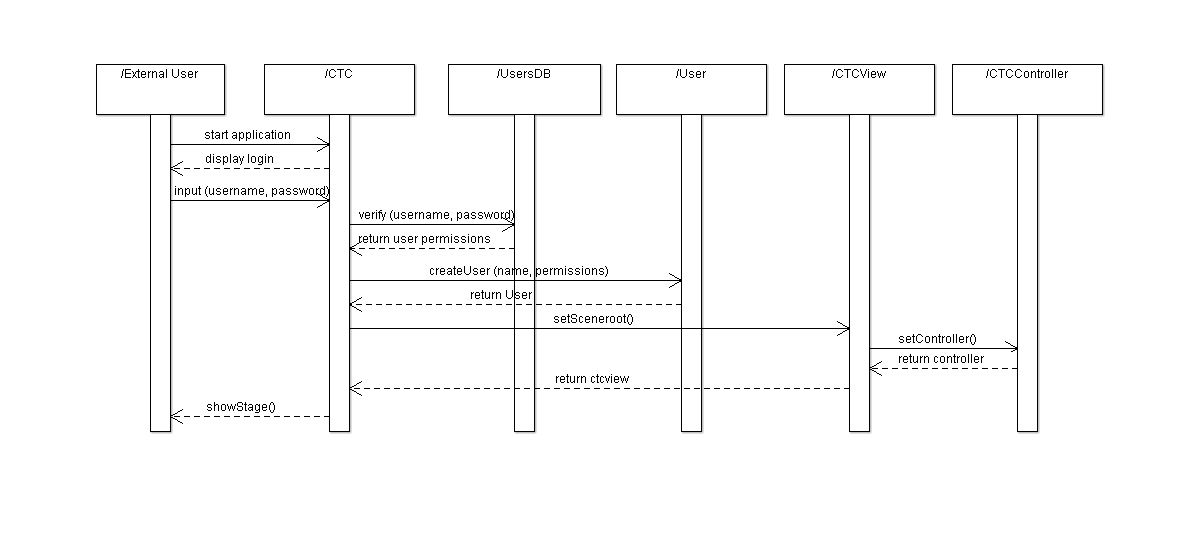 /External User
/CTC
/UsersDB
/User
/CTCView
/CTCController
start application
display login
input (username, password)
verify (username, password)
return user permissions
createUser (name, permissions)
return User
setSceneroot()
setController()
return controller
return ctcview
showStage()